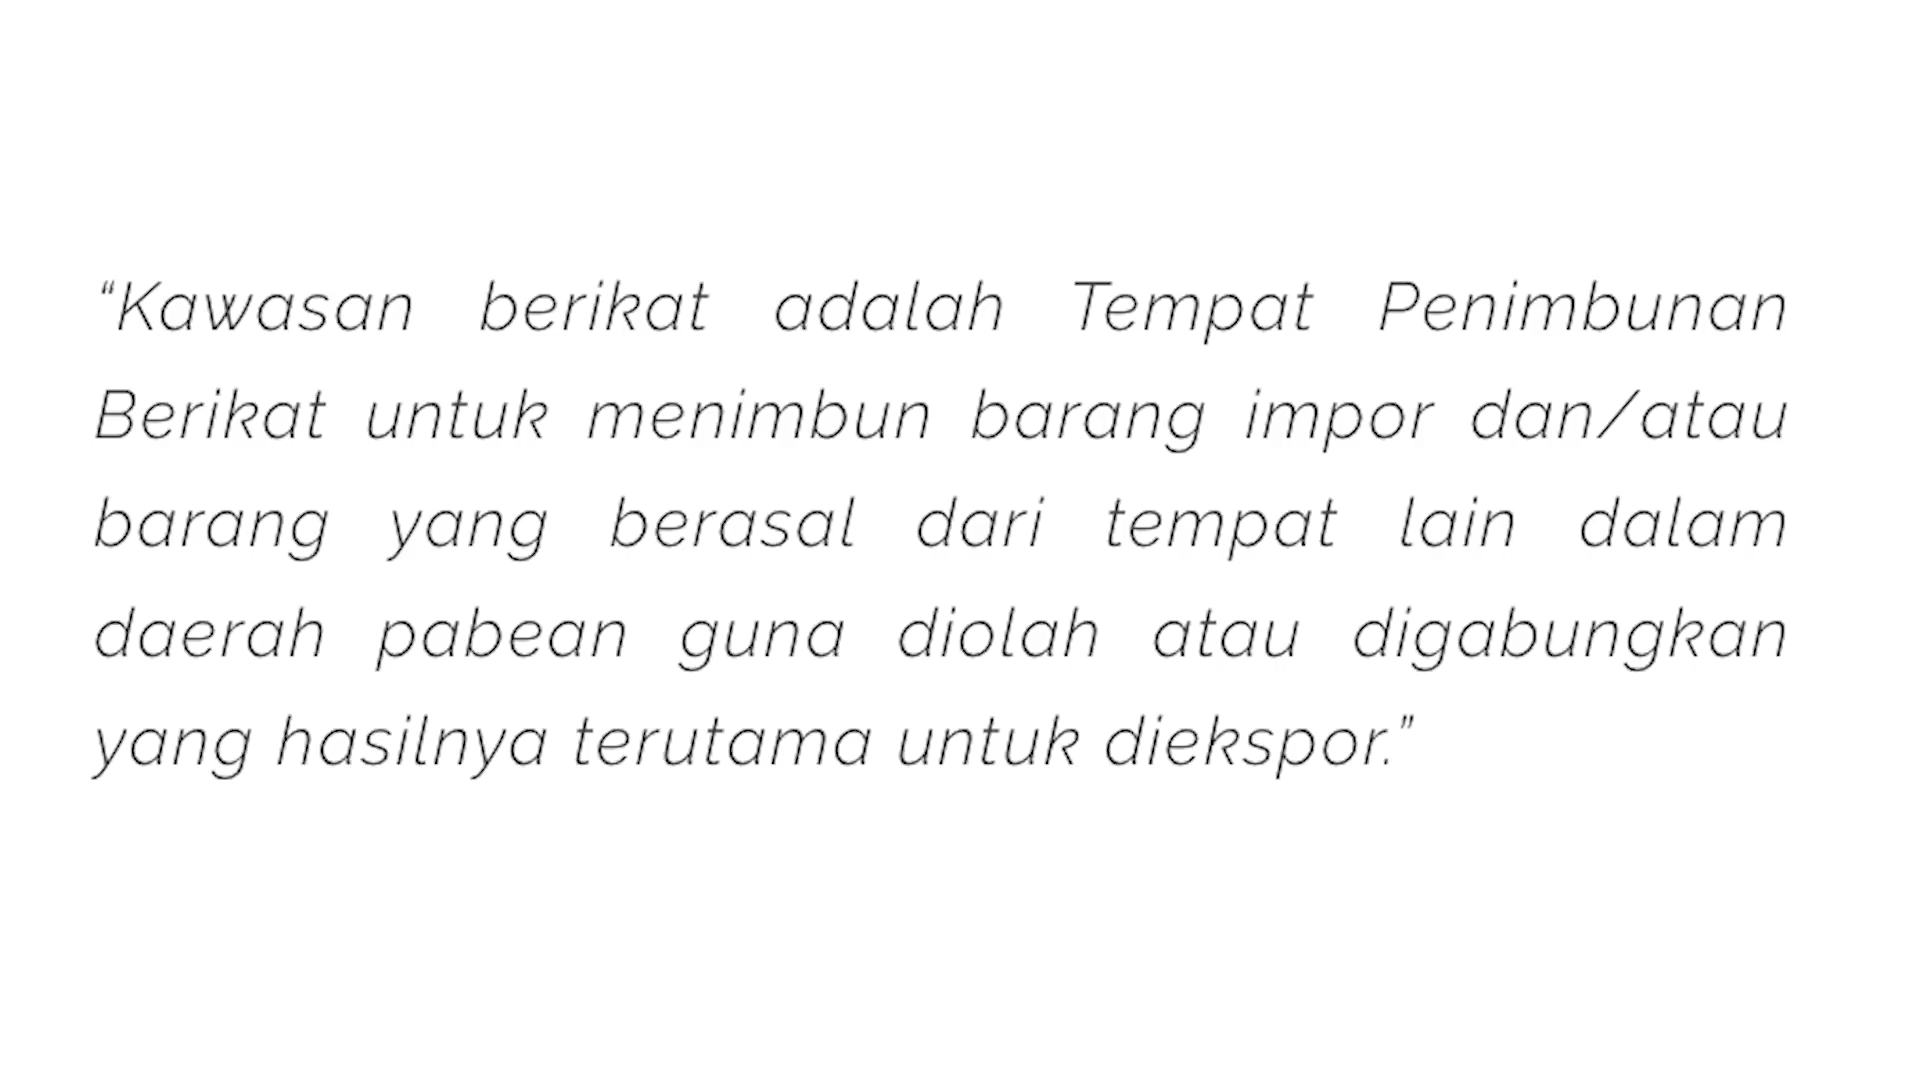 “Kawasan berikat adalah Tempat Penimbunan
Berikat untuk menimbun barang impor dan/atau
barang yang berasal dari tempat lain dalam
daerah pabean guna diolah atau digabungkan
yang hasilnya terutama untuk diekspor.”